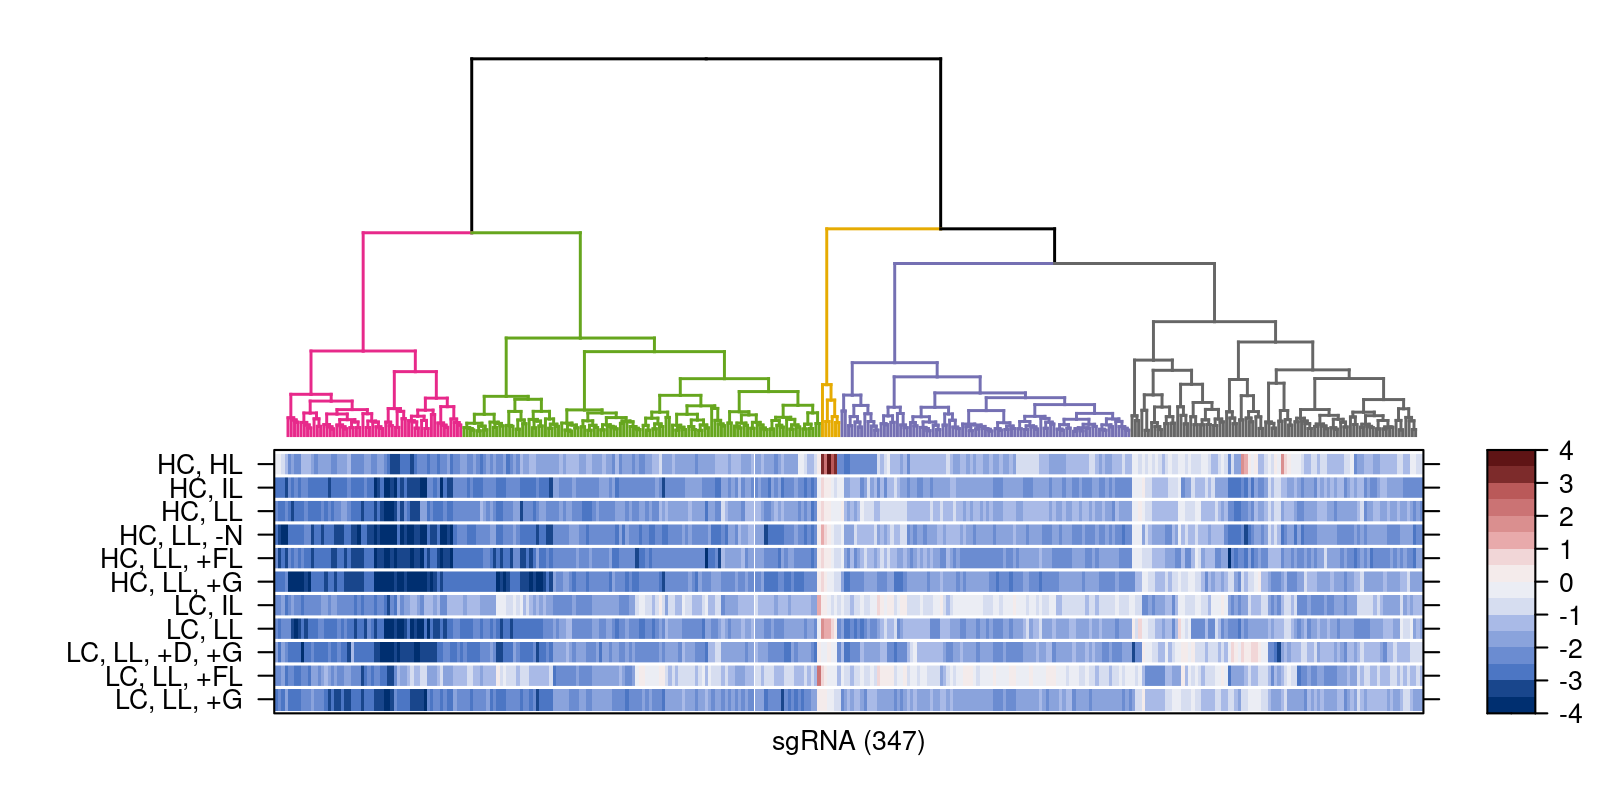 HC, HL
HC, IL
HC, LL
HC, LL, -N
HC, LL, +FL
HC, LL, +G
LC, IL
LC, LL
LC, LL, +D, +G
LC, LL, +FL
LC, LL, +G
sgRNA (347)
4
3
2
1
0
-1
-2
-3
-4